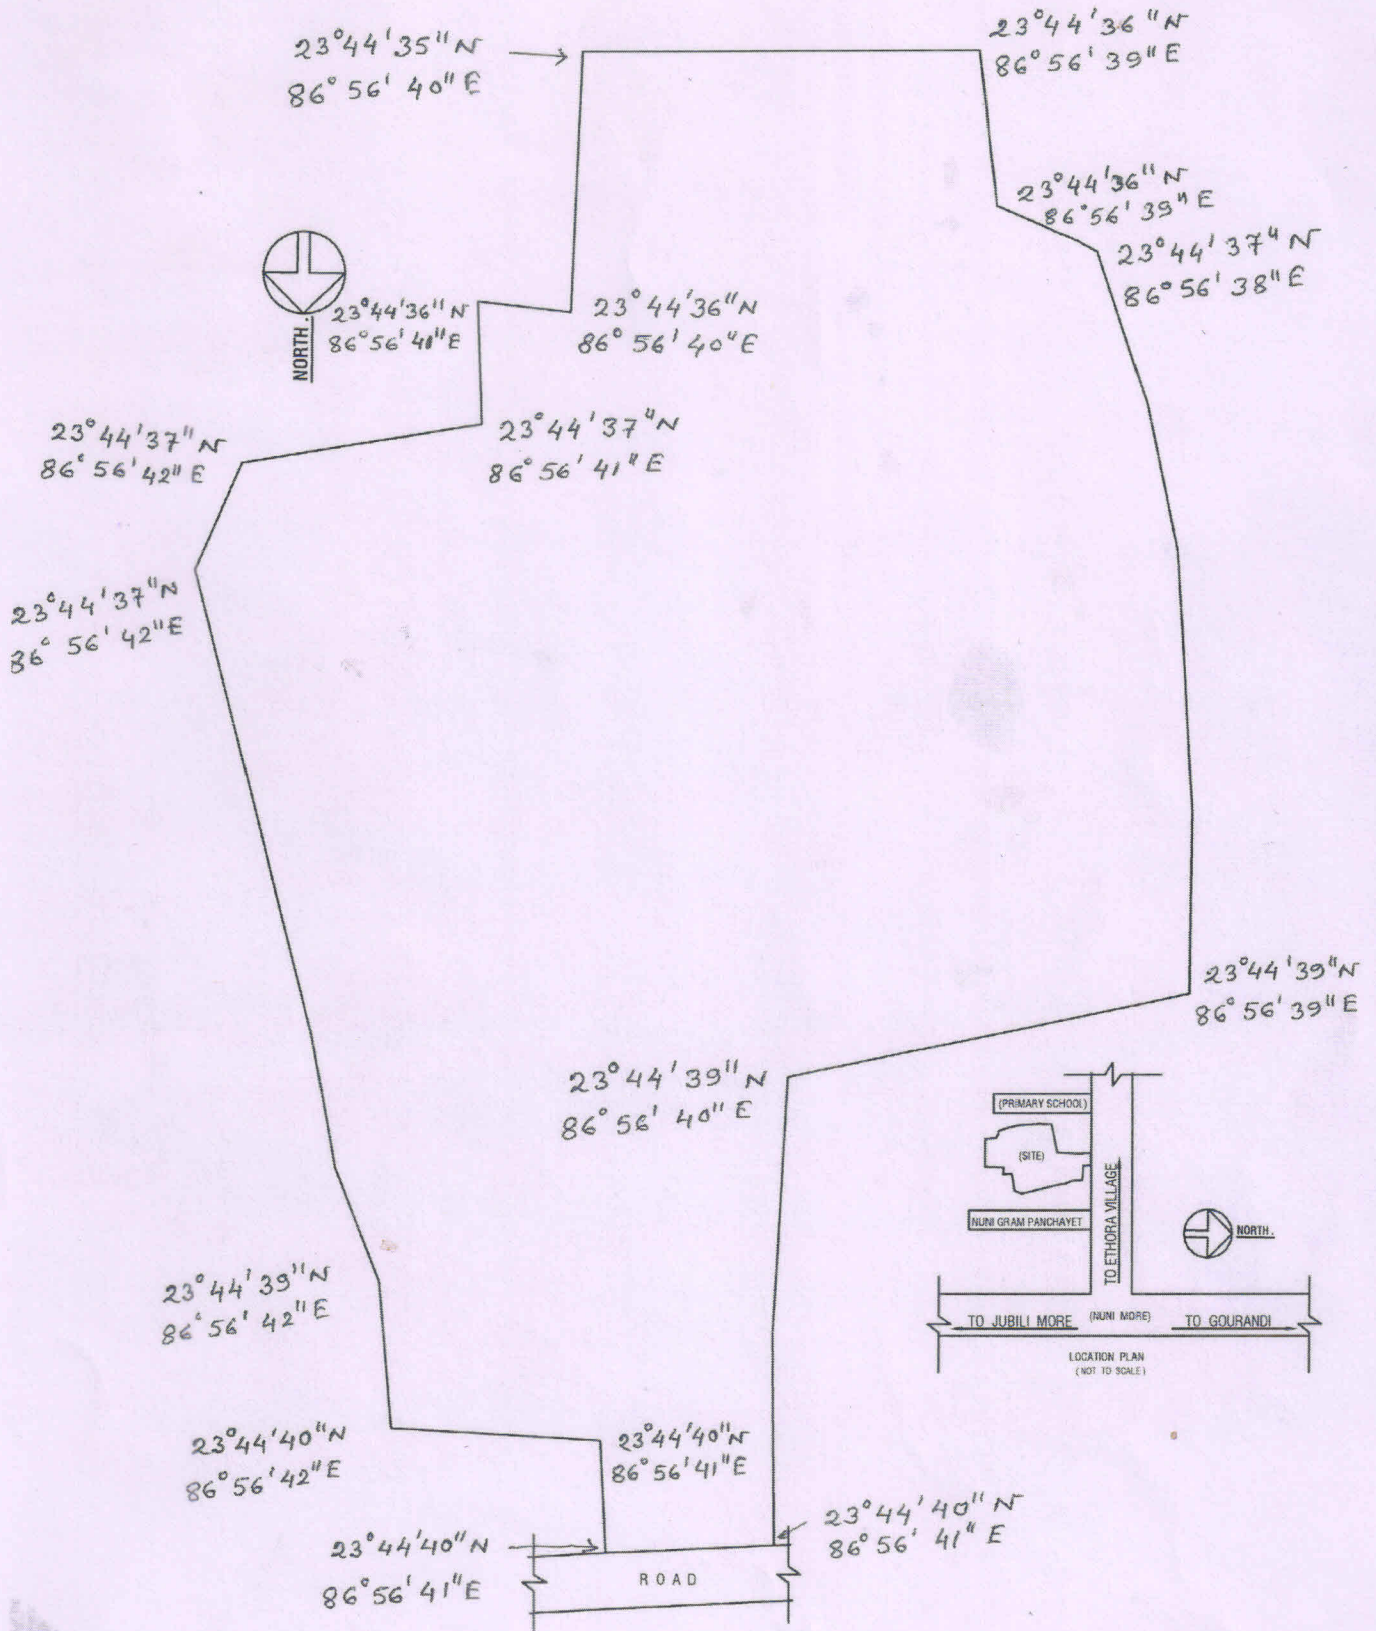 23°44'35"N
86°56'40"E
23°44'36"N
86°56'39"E
23°44'36"N
86°56'39"E
23°44'37"N
86°56'38"E
NORTH.
23°44'36"N
86°56'41"E
23°44'36"N
86°56'40"E
23°44'37"N
86°56'42"E
23°44'37"N
86°56'41"E
23°44'37"N
86°56'42"E
23°44'39"N
86°56'39"E
23°44'39"N
86°56'40"E
(PRIMARY SCHOOL)
(SITE)
NUNI GRAM PANCHAYET
TO ETHORA VILLAGE
NORTH.
TO JUBILI MORE
(NUNI MORE)
TO GOURANDI
LOCATION PLAN
(NOT TO SCALE)
23°44'39"N
86°56'42"E
23°44'40"N
86°56'42"E
23°44'40"N
86°56'41"E
23°44'40"N
86°56'41"E
23°44'40"N
86°56'41"E
ROAD